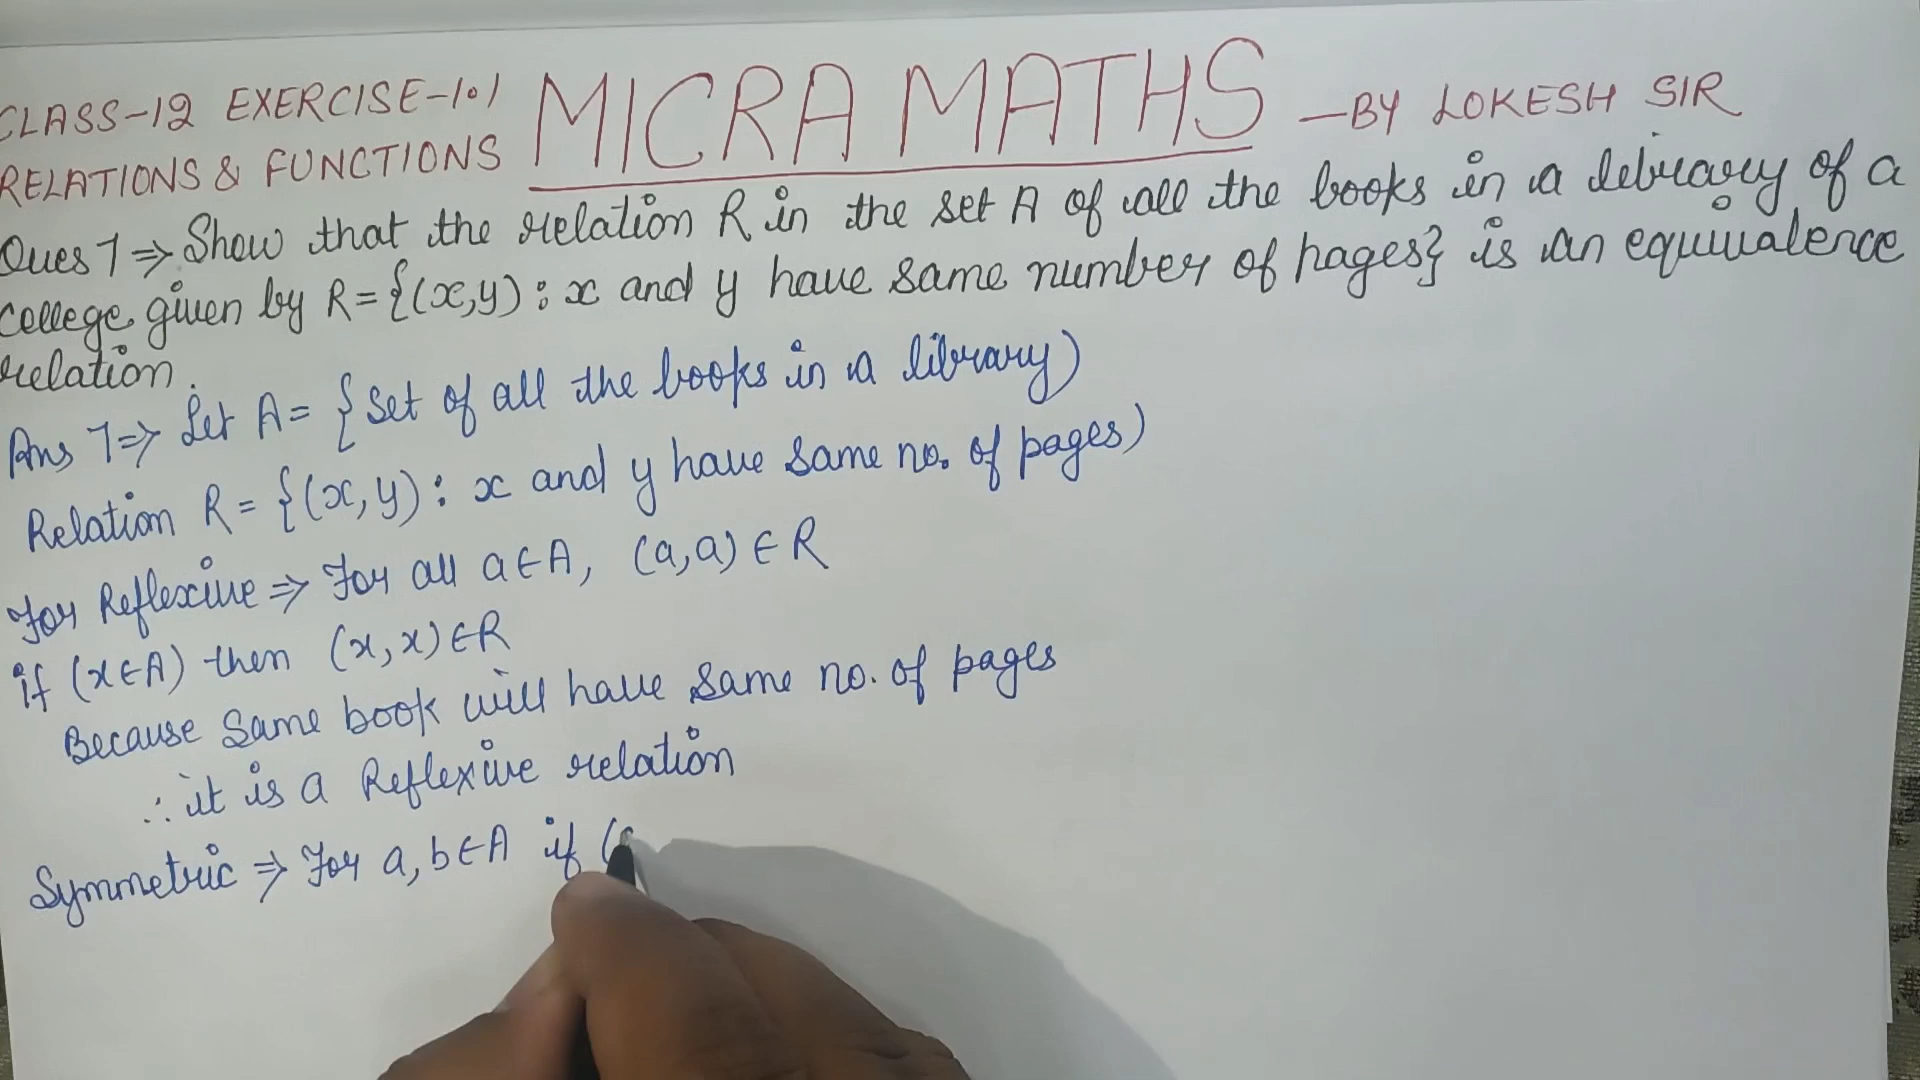 CLASS-12 EXERCISE-1.1
RELATIONS & FUNCTIONS
MICRA MATHS
-BY LOKESH SIR
Ques 7 ⇒ Show that the relation R in the set A of all the books in a library of a
college, given by R = {(x,y) : x and y have same number of pages} is an equivalence
relation.
Ans 7 ⇒ Let A = {Set of all the books in a library)
Relation R = {(x,y) : x and y have same no. of pages)
For Reflexive ⇒ For all a∈A, (a,a) ∈ R
if (x∈A) then (x,x) ∈ R
Because Same book will have same no. of pages
∴ it is a Reflexive relation
Symmetric ⇒ For a, b ∈ A if (